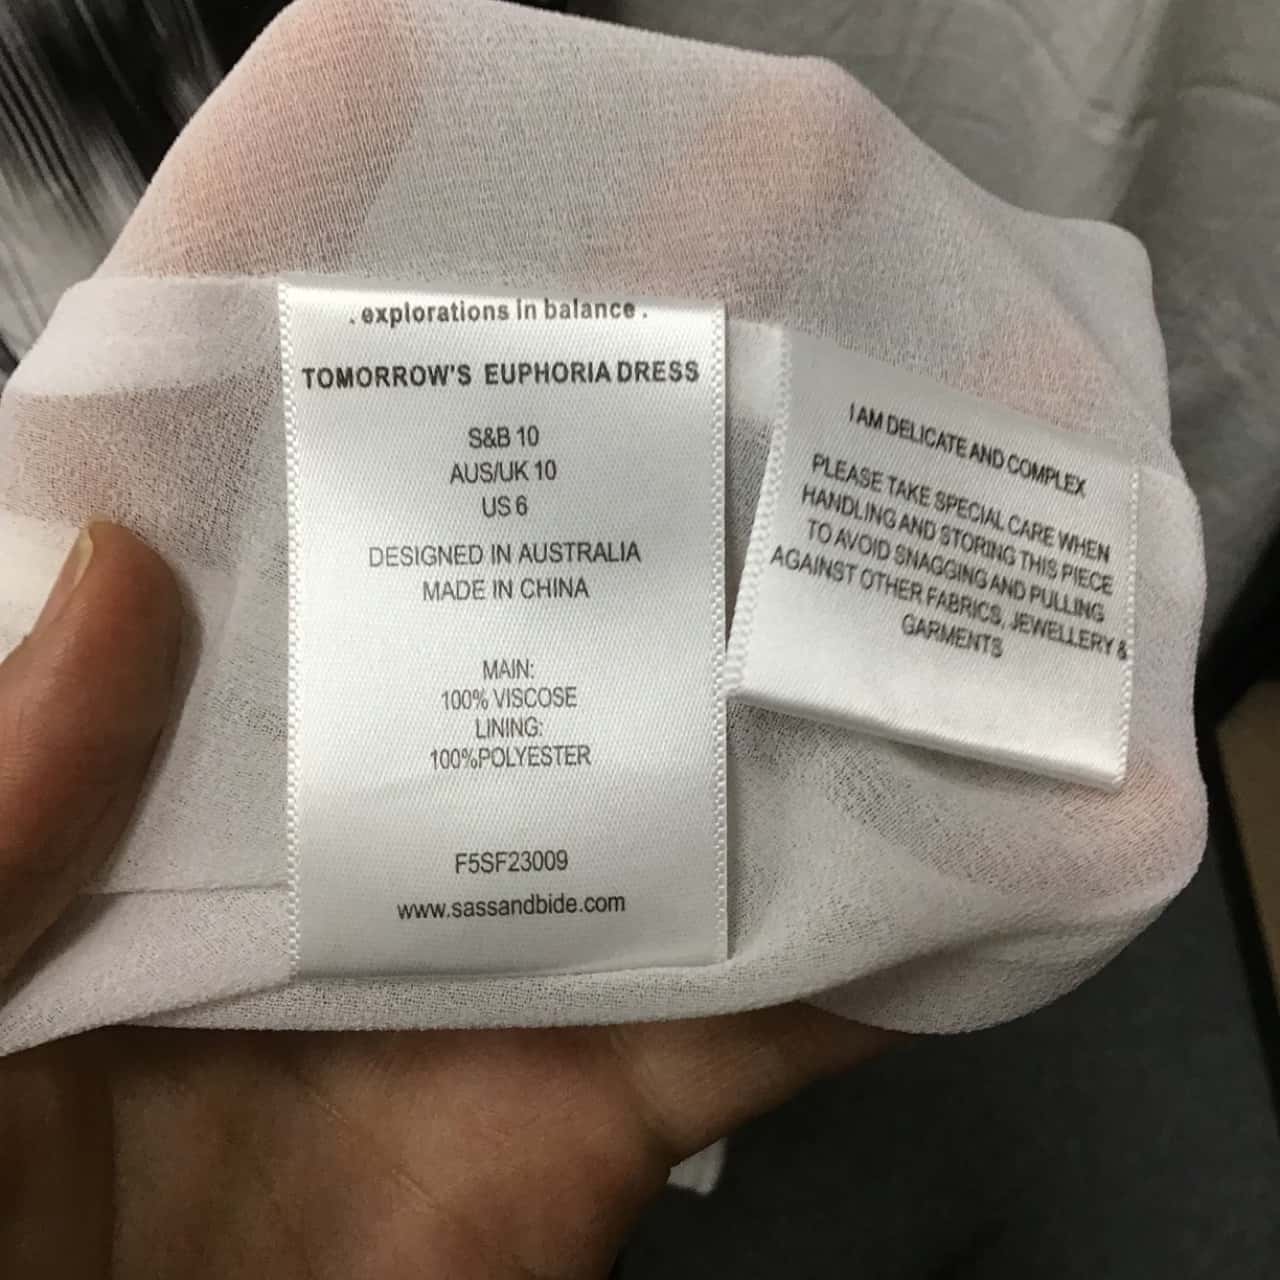 . explorations in balance .
TOMORROW'S EUPHORIA DRESS
S&B 10
AUS/UK 10
US 6
DESIGNED IN AUSTRALIA
MADE IN CHINA
MAIN:
100% VISCOSE
LINING:
100%POLYESTER
F5SF23009
www.sassandbide.com
I AM DELICATE AND COMPLEX
PLEASE TAKE SPECIAL CARE WHEN
HANDLING AND STORING THIS PIECE
TO AVOID SNAGGING AND PULLING
AGAINST OTHER FABRICS, JEWELLERY &
GARMENTS